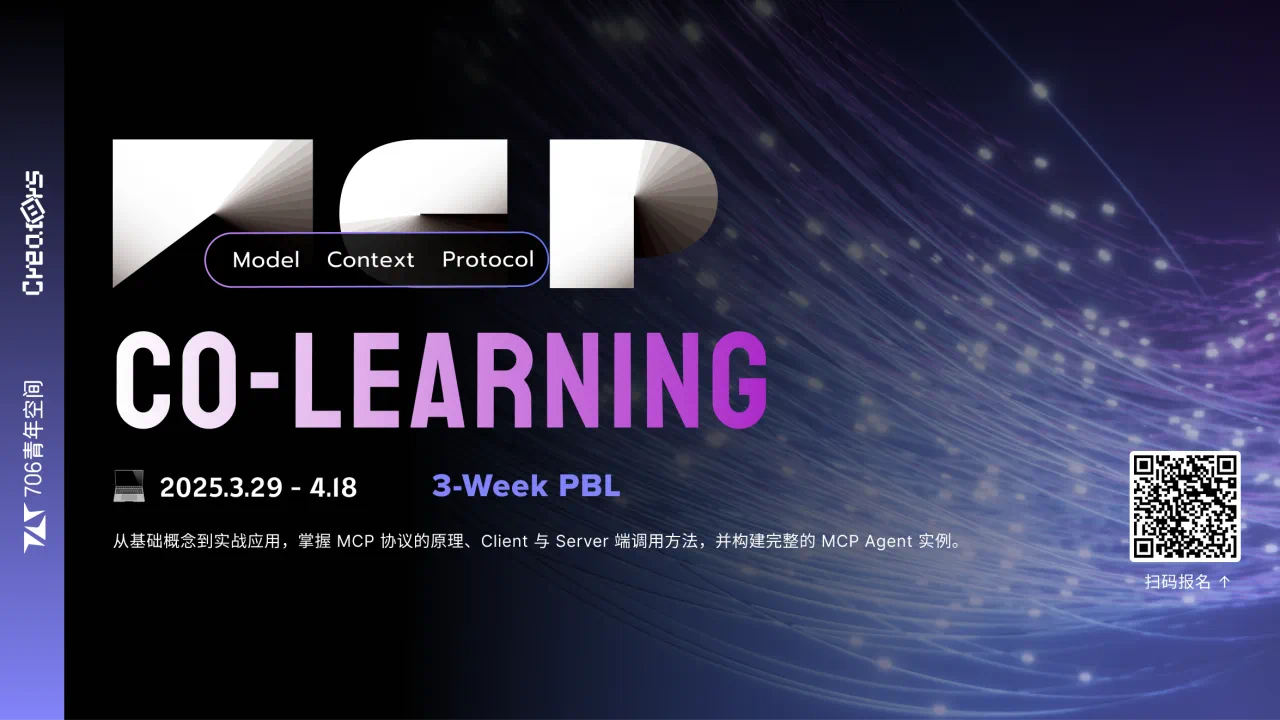 MCP
Model Context Protocol
CO-LEARNING
2025.3.29 - 4.18
3-Week PBL
从基础概念到实战应用，掌握 MCP 协议的原理、Client 与 Server 端调用方法，并构建完整的 MCP Agent 实例。
扫码报名 ↑
Creators
706青年空间